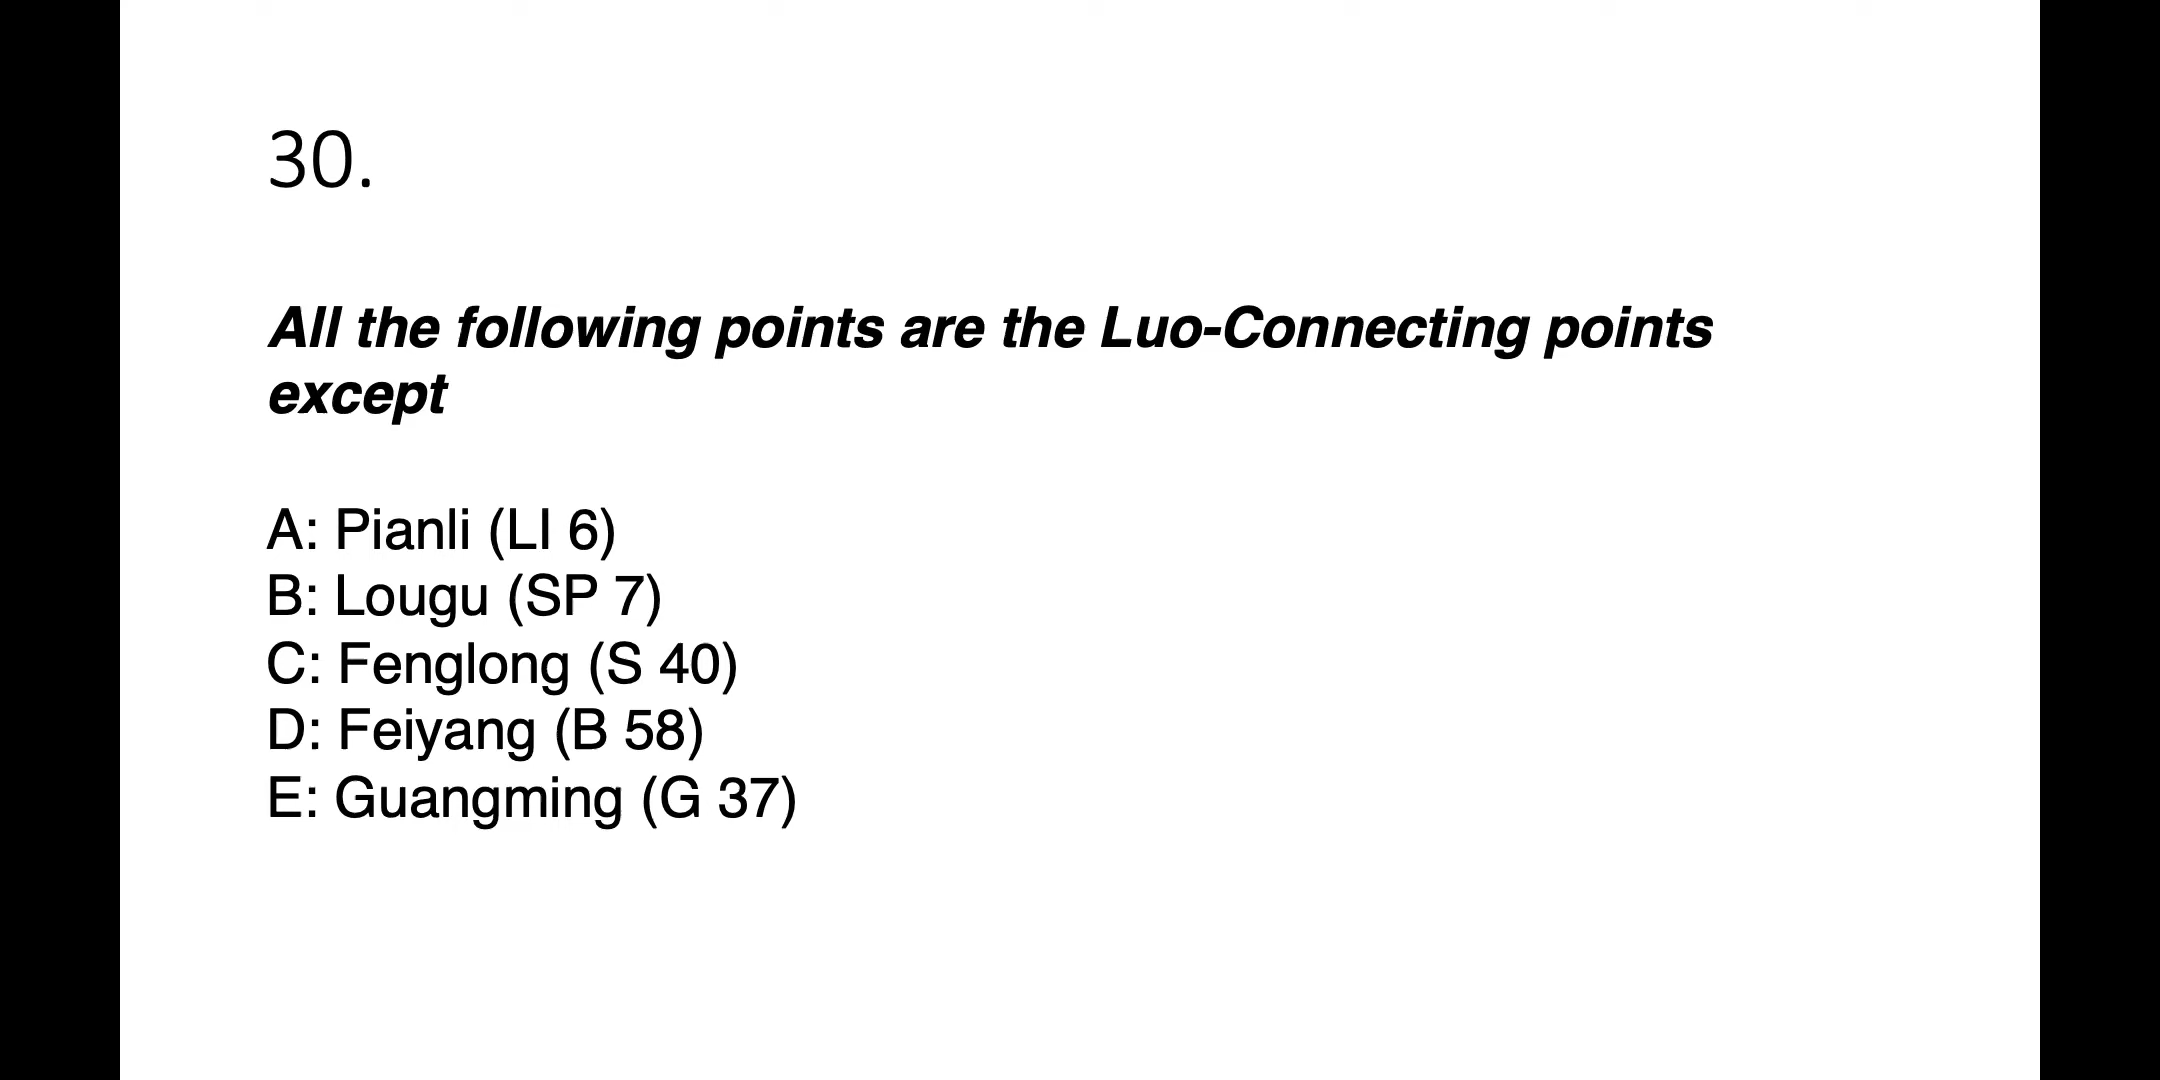 30.
All the following points are the Luo-Connecting points
except
A: Pianli (LI 6)
B: Lougu (SP 7)
C: Fenglong (S 40)
D: Feiyang (B 58)
E: Guangming (G 37)